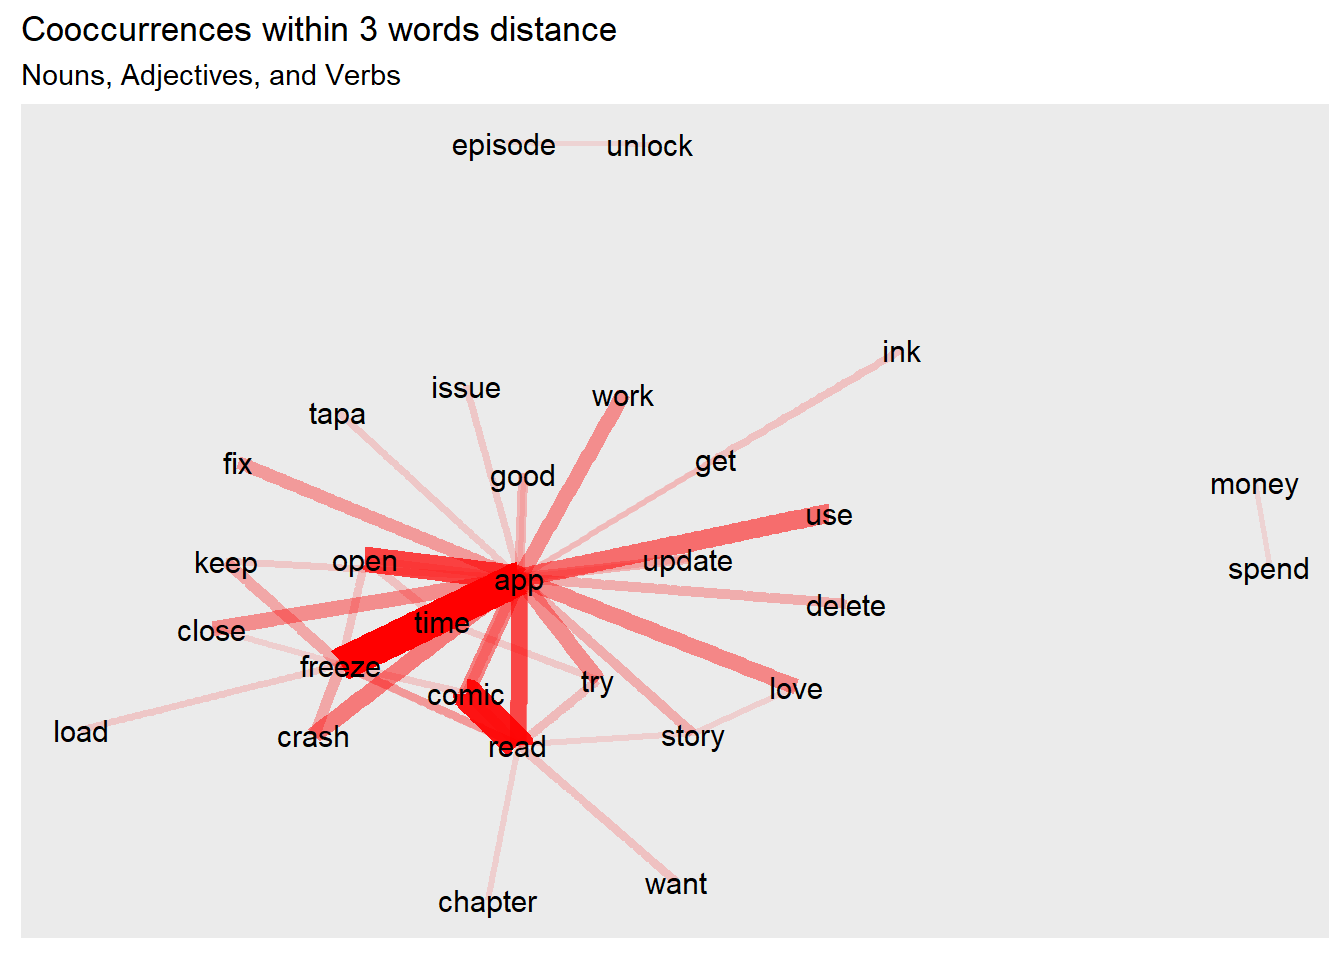 Cooccurrences within 3 words distance
Nouns, Adjectives, and Verbs
episode unlock
ink
issue
work
tapa
fix
good
get
money
use
keep
open
update
app
spend
delete
close
time
freeze
comic
try
love
load
crash
read
story
want
chapter